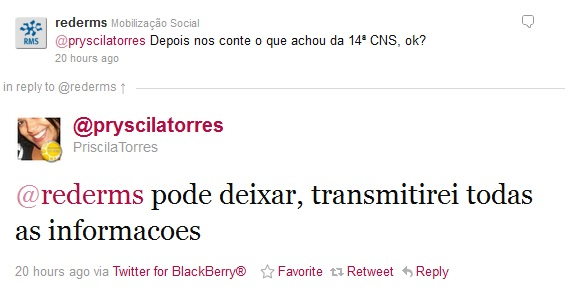 rederms Mobilização Social
@pryscilatorres Depois nos conte o que achou da 14ª CNS, ok?
RMS
20 hours ago
in reply to @rederms ↑
@pryscilatorres
PriscilaTorres
@rederms pode deixar, transmitirei todas
as informacoes
20 hours ago via Twitter for BlackBerry® Favorite Retweet Reply